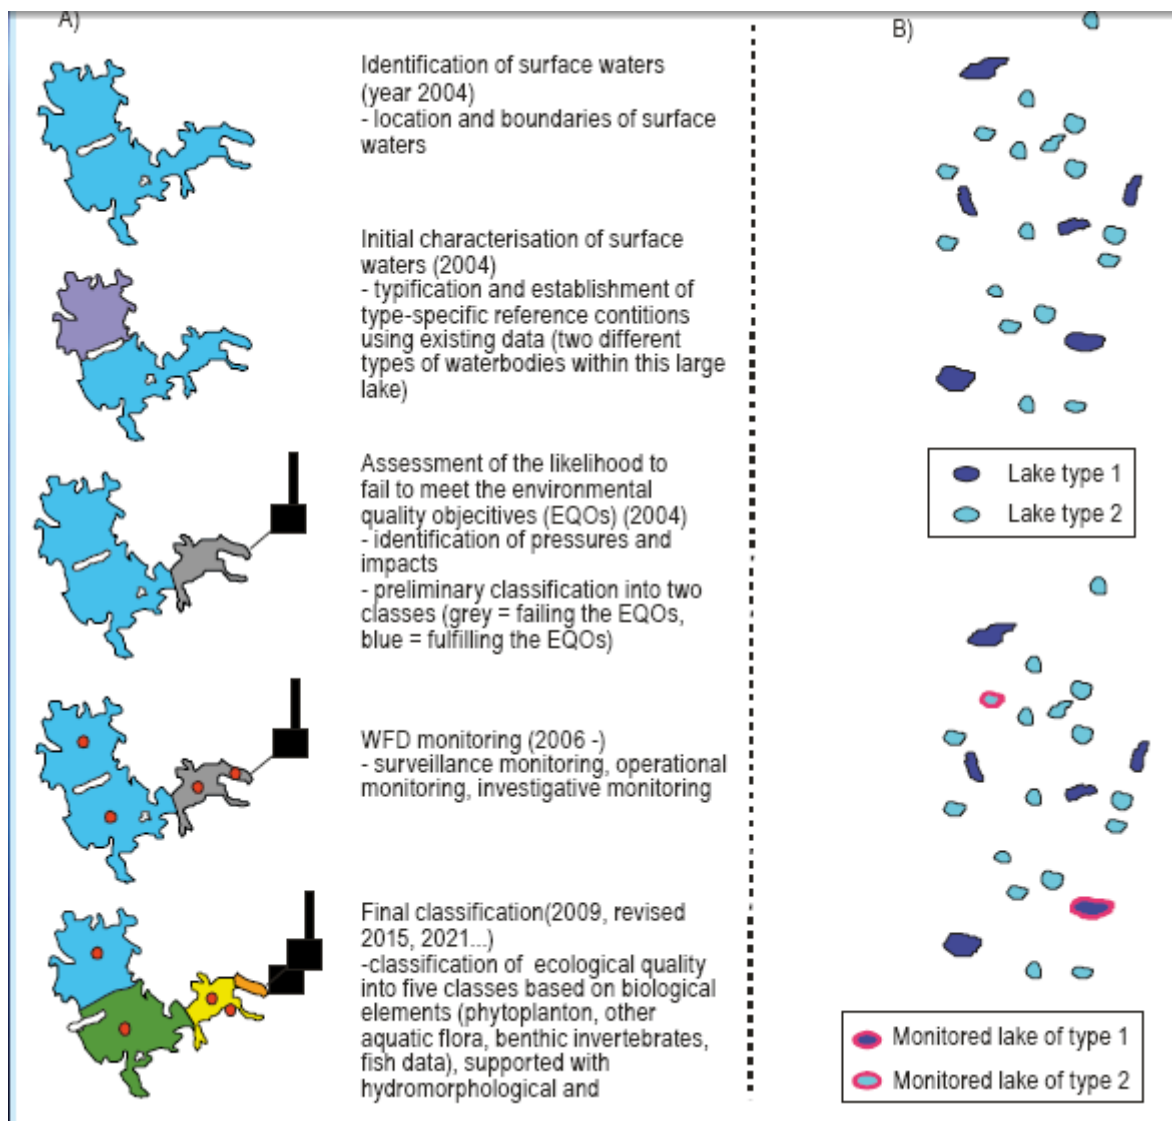 A)
Identification of surface waters
(year 2004)
- location and boundaries of surface
waters
Initial characterisation of surface
waters (2004)
- typification and establishment of
type-specific reference contitions
using existing data (two different
types of waterbodies within this large
lake)
Assessment of the likelihood to
fail to meet the environmental
quality objecitives (EQOs) (2004)
- identification of pressures and
impacts
- preliminary classification into two
classes (grey = failing the EQOs,
blue = fulfilling the EQOs)
WFD monitoring (2006 -)
- surveillance monitoring, operational
monitoring, investigative monitoring
Final classification(2009, revised
2015, 2021...)
-classification of ecological quality
into five classes based on biological
elements (phytoplanton, other
aquatic flora, benthic invertebrates,
fish data), supported with
hydromorphological and
B)
Lake type 1
Lake type 2
Monitored lake of type 1
Monitored lake of type 2